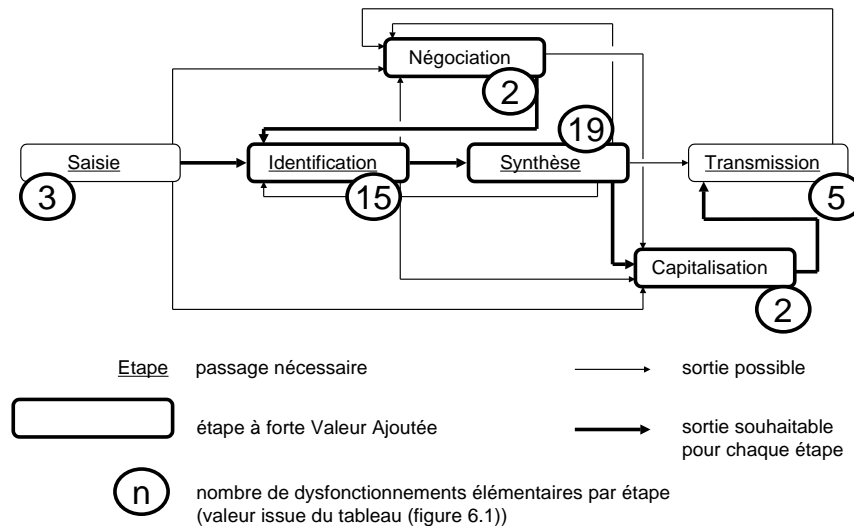 Négociation
2
19
Saisie
Identification
Synthèse
Transmission
3
15
5
Capitalisation
2
Etape passage nécessaire
sortie possible
étape à forte Valeur Ajoutée
sortie souhaitable
pour chaque étape
n
nombre de dysfonctionnements élémentaires par étape
(valeur issue du tableau (figure 6.1))